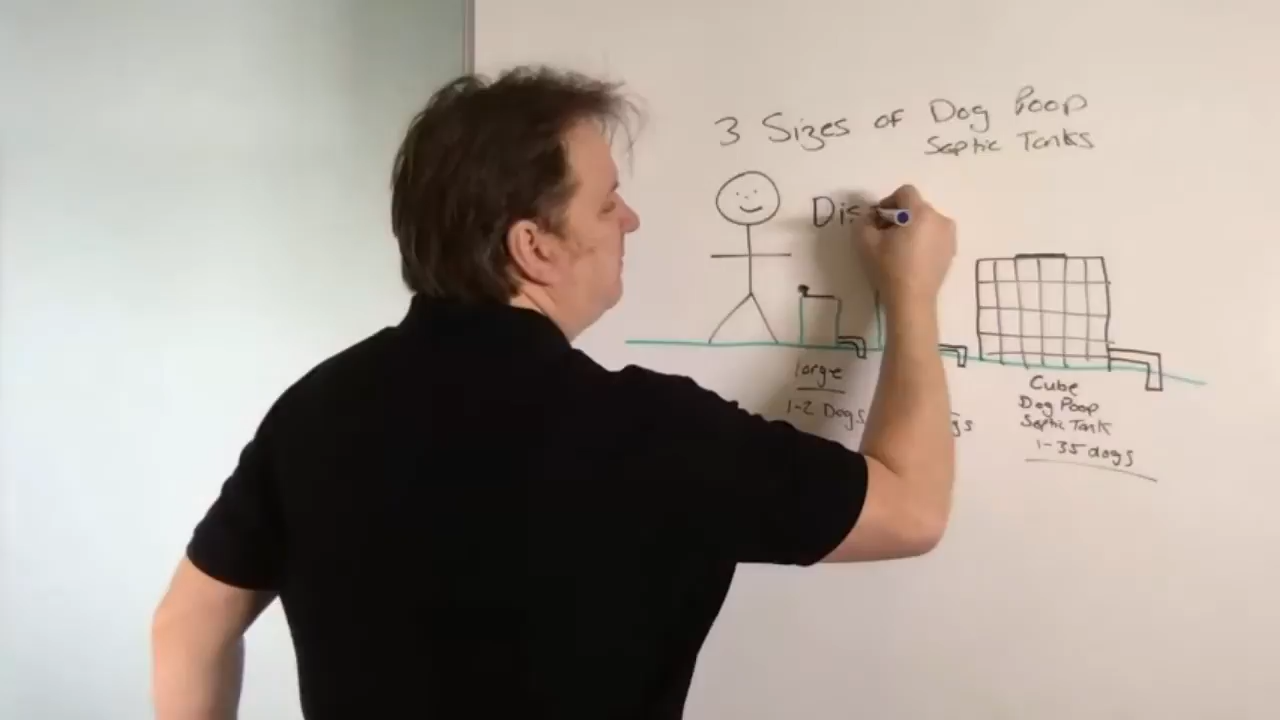 3 Sizes of Dog Poop
Septic Tanks
Dis
large
1-2 Dogs
gs
Cube
Dog Poop
Septic Tank
1-35 dogs